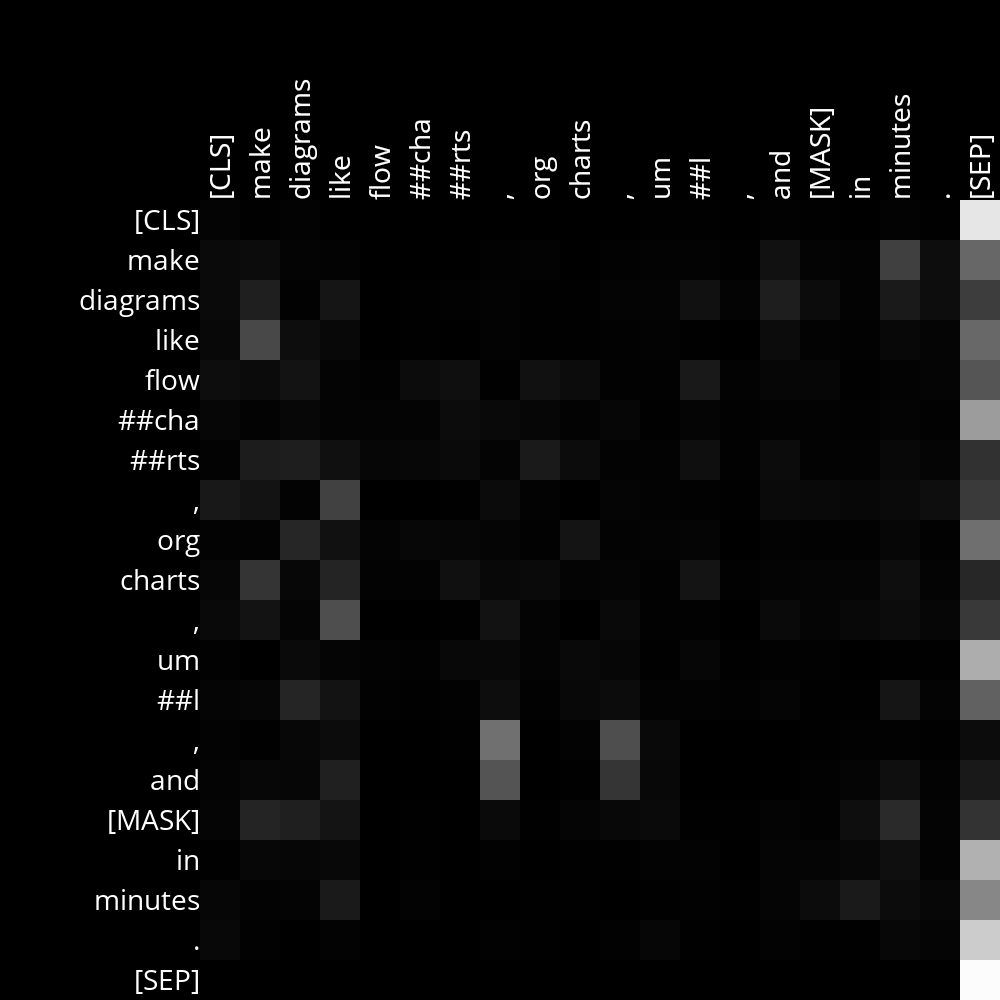 [CLS] make diagrams like flow ##cha ##rts , org charts , um ##l , and [MASK] in minutes . [SEP]
[CLS]
make
diagrams
like
flow
##cha
##rts
,
org
charts
,
um
##l
,
and
[MASK]
in
minutes
.
[SEP]